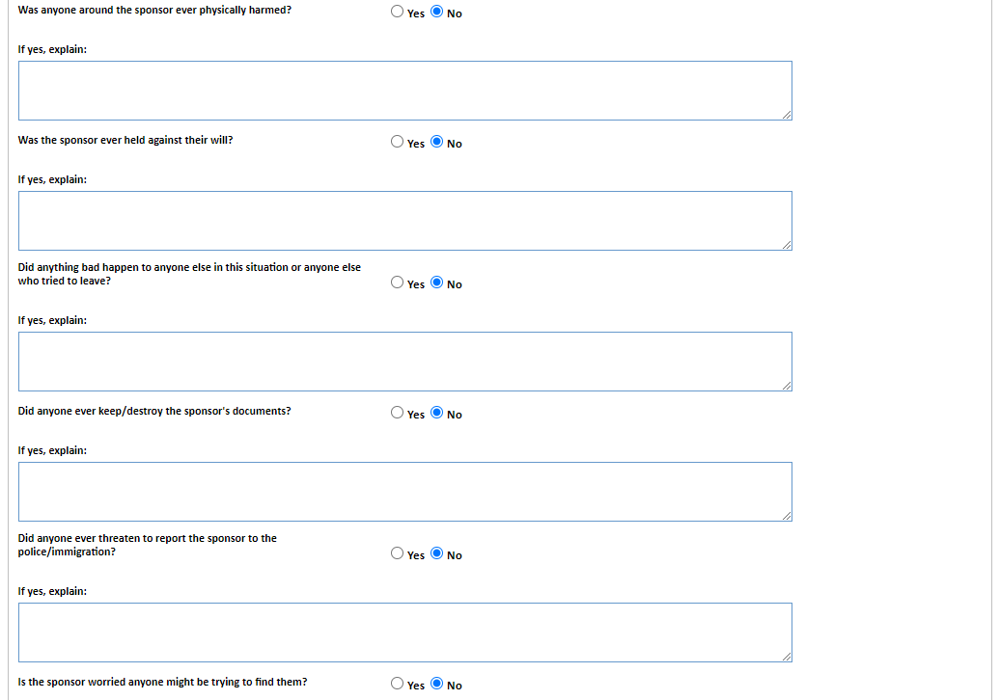 Was anyone around the sponsor ever physically harmed? Yes No
If yes, explain:
Was the sponsor ever held against their will? Yes No
If yes, explain:
Did anything bad happen to anyone else in this situation or anyone else
who tried to leave? Yes No
If yes, explain:
Did anyone ever keep/destroy the sponsor's documents? Yes No
If yes, explain:
Did anyone ever threaten to report the sponsor to the
police/immigration? Yes No
If yes, explain:
Is the sponsor worried anyone might be trying to find them? Yes No